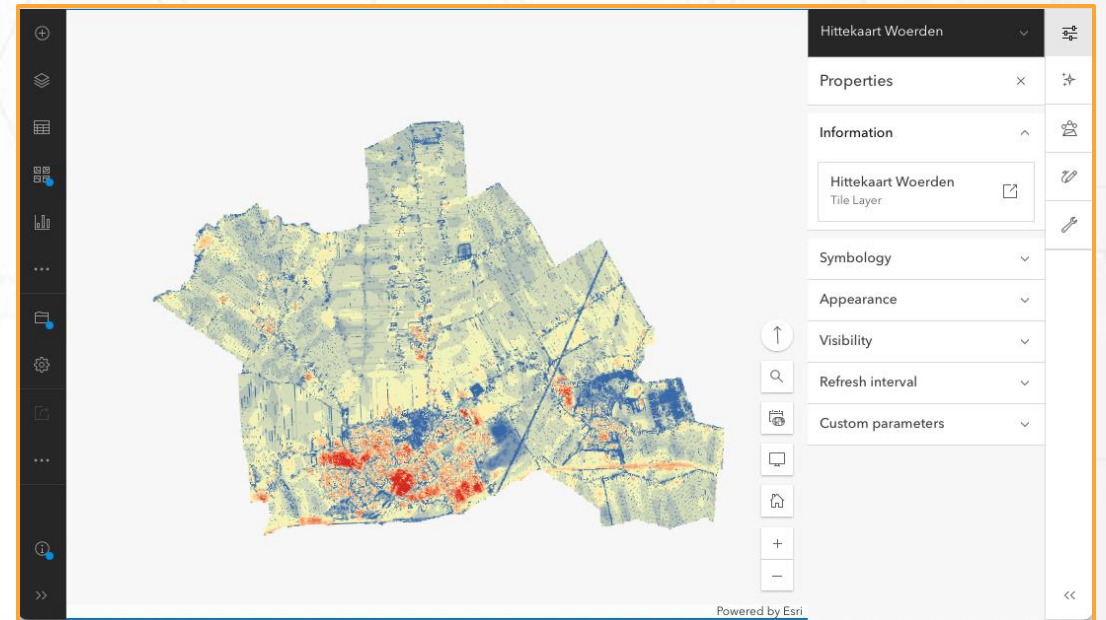 Hittekaart Woerden
Properties
Information
Hittekaart Woerden
Tile Layer
Symbology
Appearance
Visibility
Refresh interval
Custom parameters
Powered by Esri